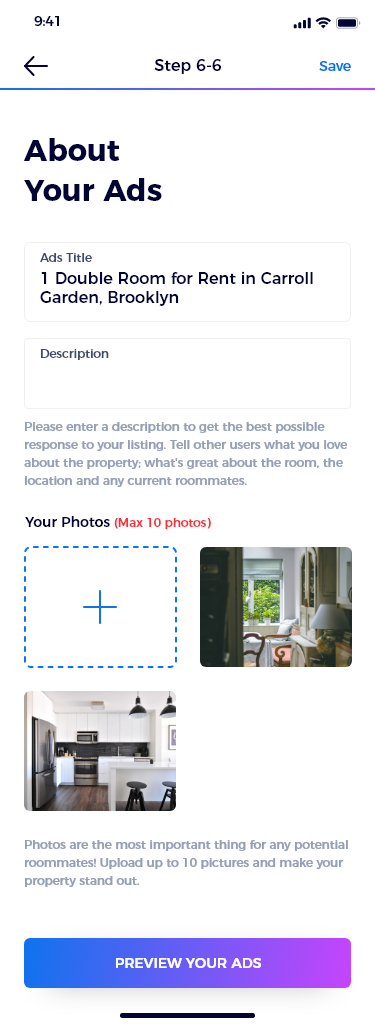 9:41
Step 6-6
Save
About
Your Ads
Ads Title
1 Double Room for Rent in Carroll
Garden, Brooklyn
Description
Please enter a description to get the best possible
response to your listing. Tell other users what you love
about the property; what's great about the room, the
location and any current roommates.
Your Photos (Max 10 photos)
Photos are the most important thing for any potential
roommates! Upload up to 10 pictures and make your
property stand out.
PREVIEW YOUR ADS